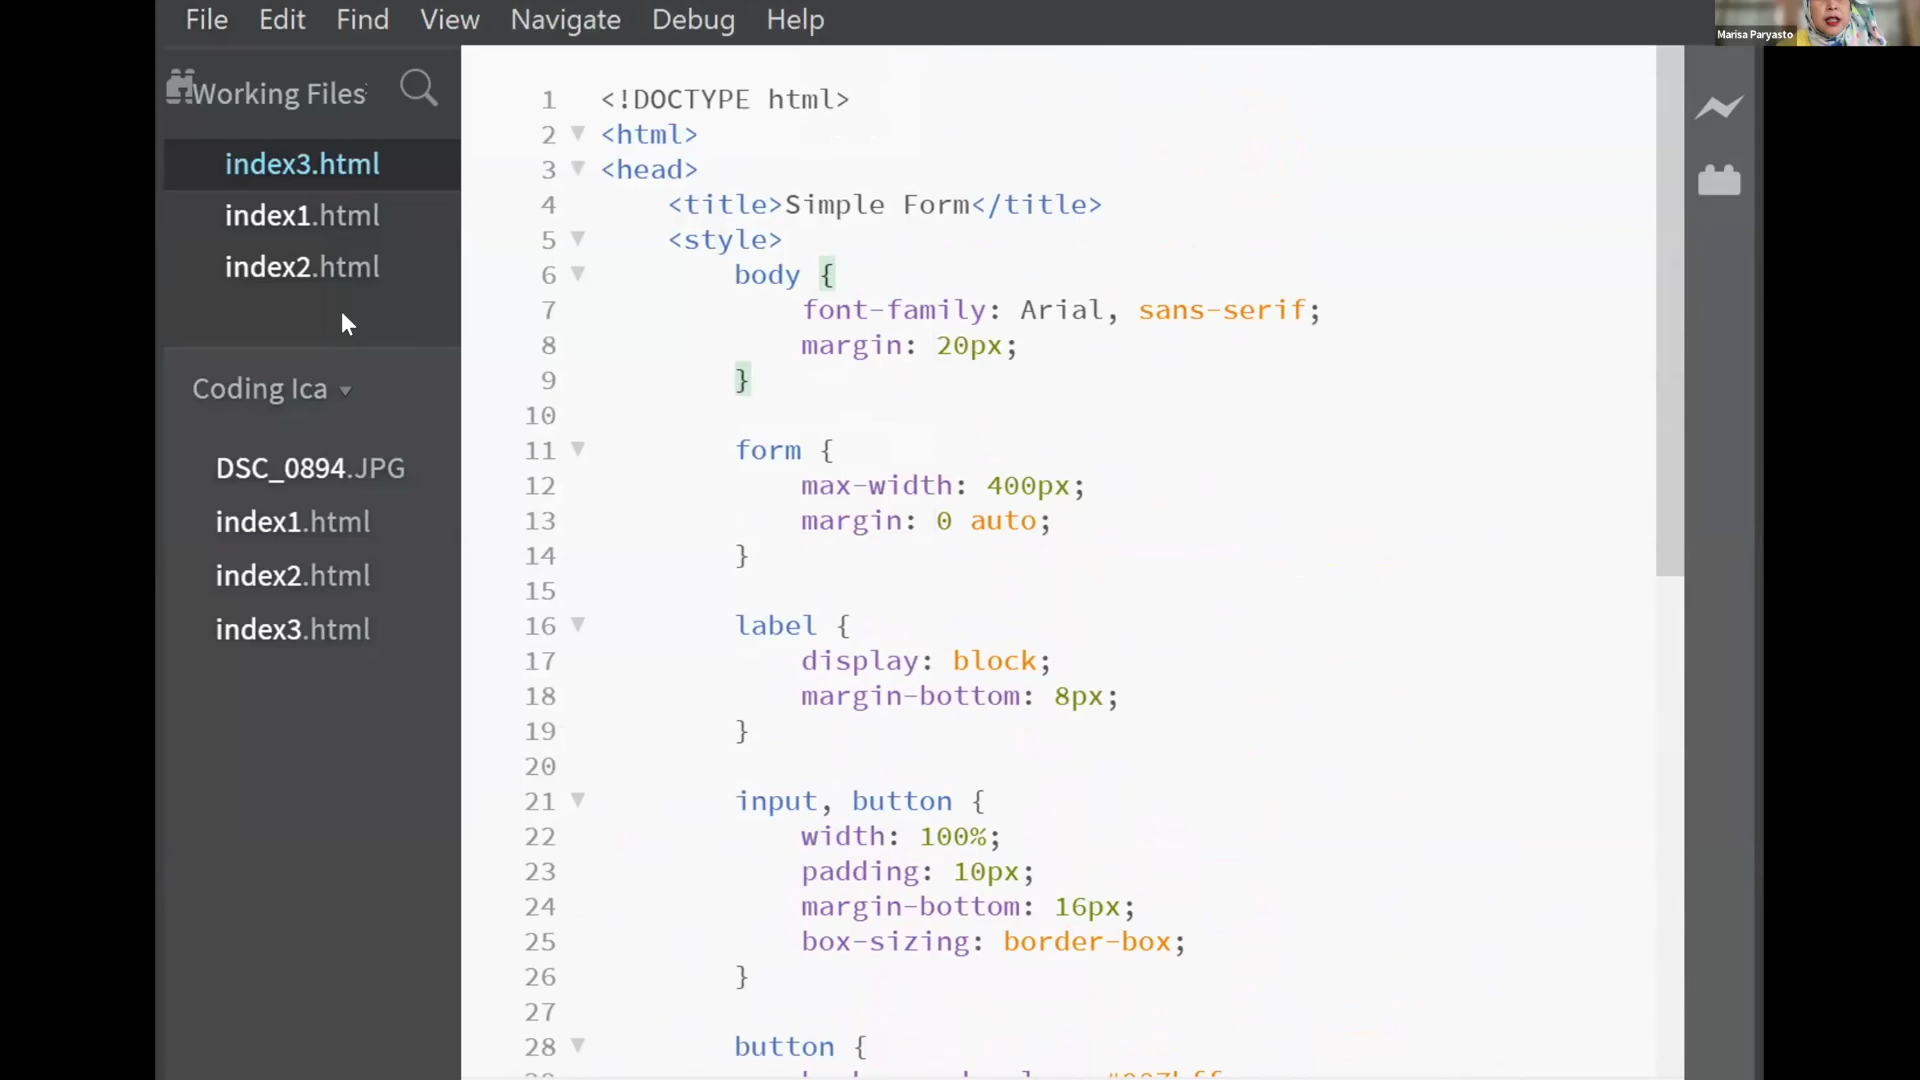 File Edit Find View Navigate Debug Help
Marisa Paryasto
Working Files
index3.html
index1.html
index2.html
Coding Ica
DSC_0894.JPG
index1.html
index2.html
index3.html
1 <!DOCTYPE html>
2 <html>
3 <head>
4 <title>Simple Form</title>
5 <style>
6 body {
7 font-family: Arial, sans-serif;
8 margin: 20px;
9 }
10
11 form {
12 max-width: 400px;
13 margin: 0 auto;
14 }
15
16 label {
17 display: block;
18 margin-bottom: 8px;
19 }
20
21 input, button {
22 width: 100%;
23 padding: 10px;
24 margin-bottom: 16px;
25 box-sizing: border-box;
26 }
27
28 button {